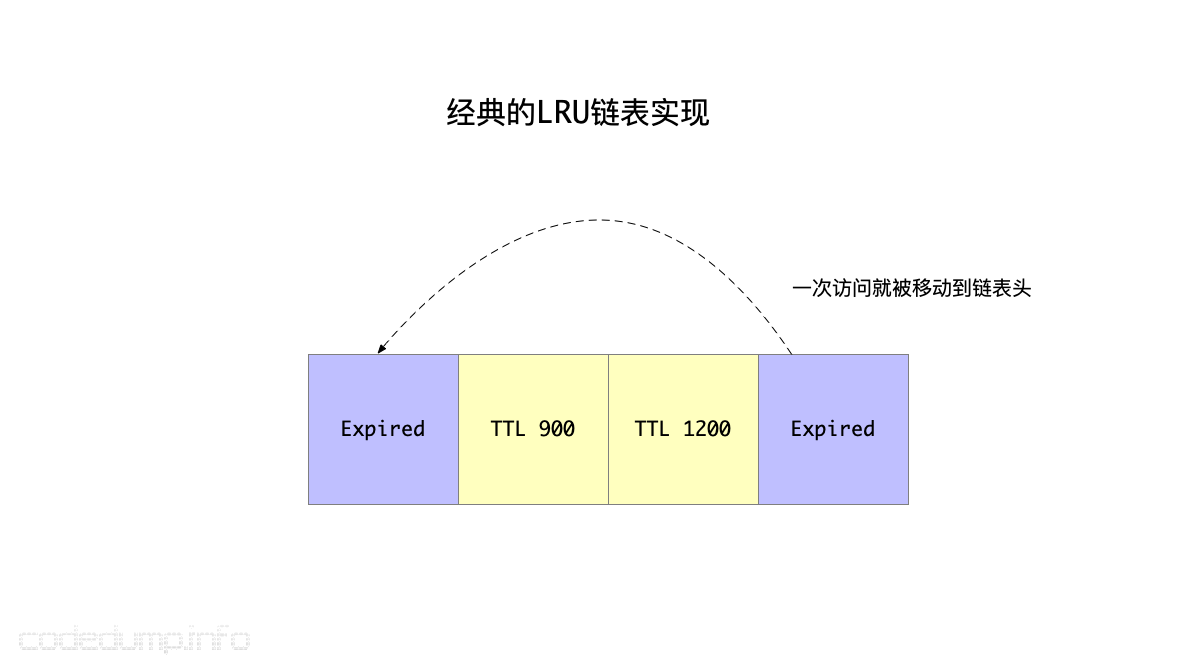 经典的LRU链表实现
一次访问就被移动到链表头
Expired
TTL 900
TTL 1200
Expired
codedump info